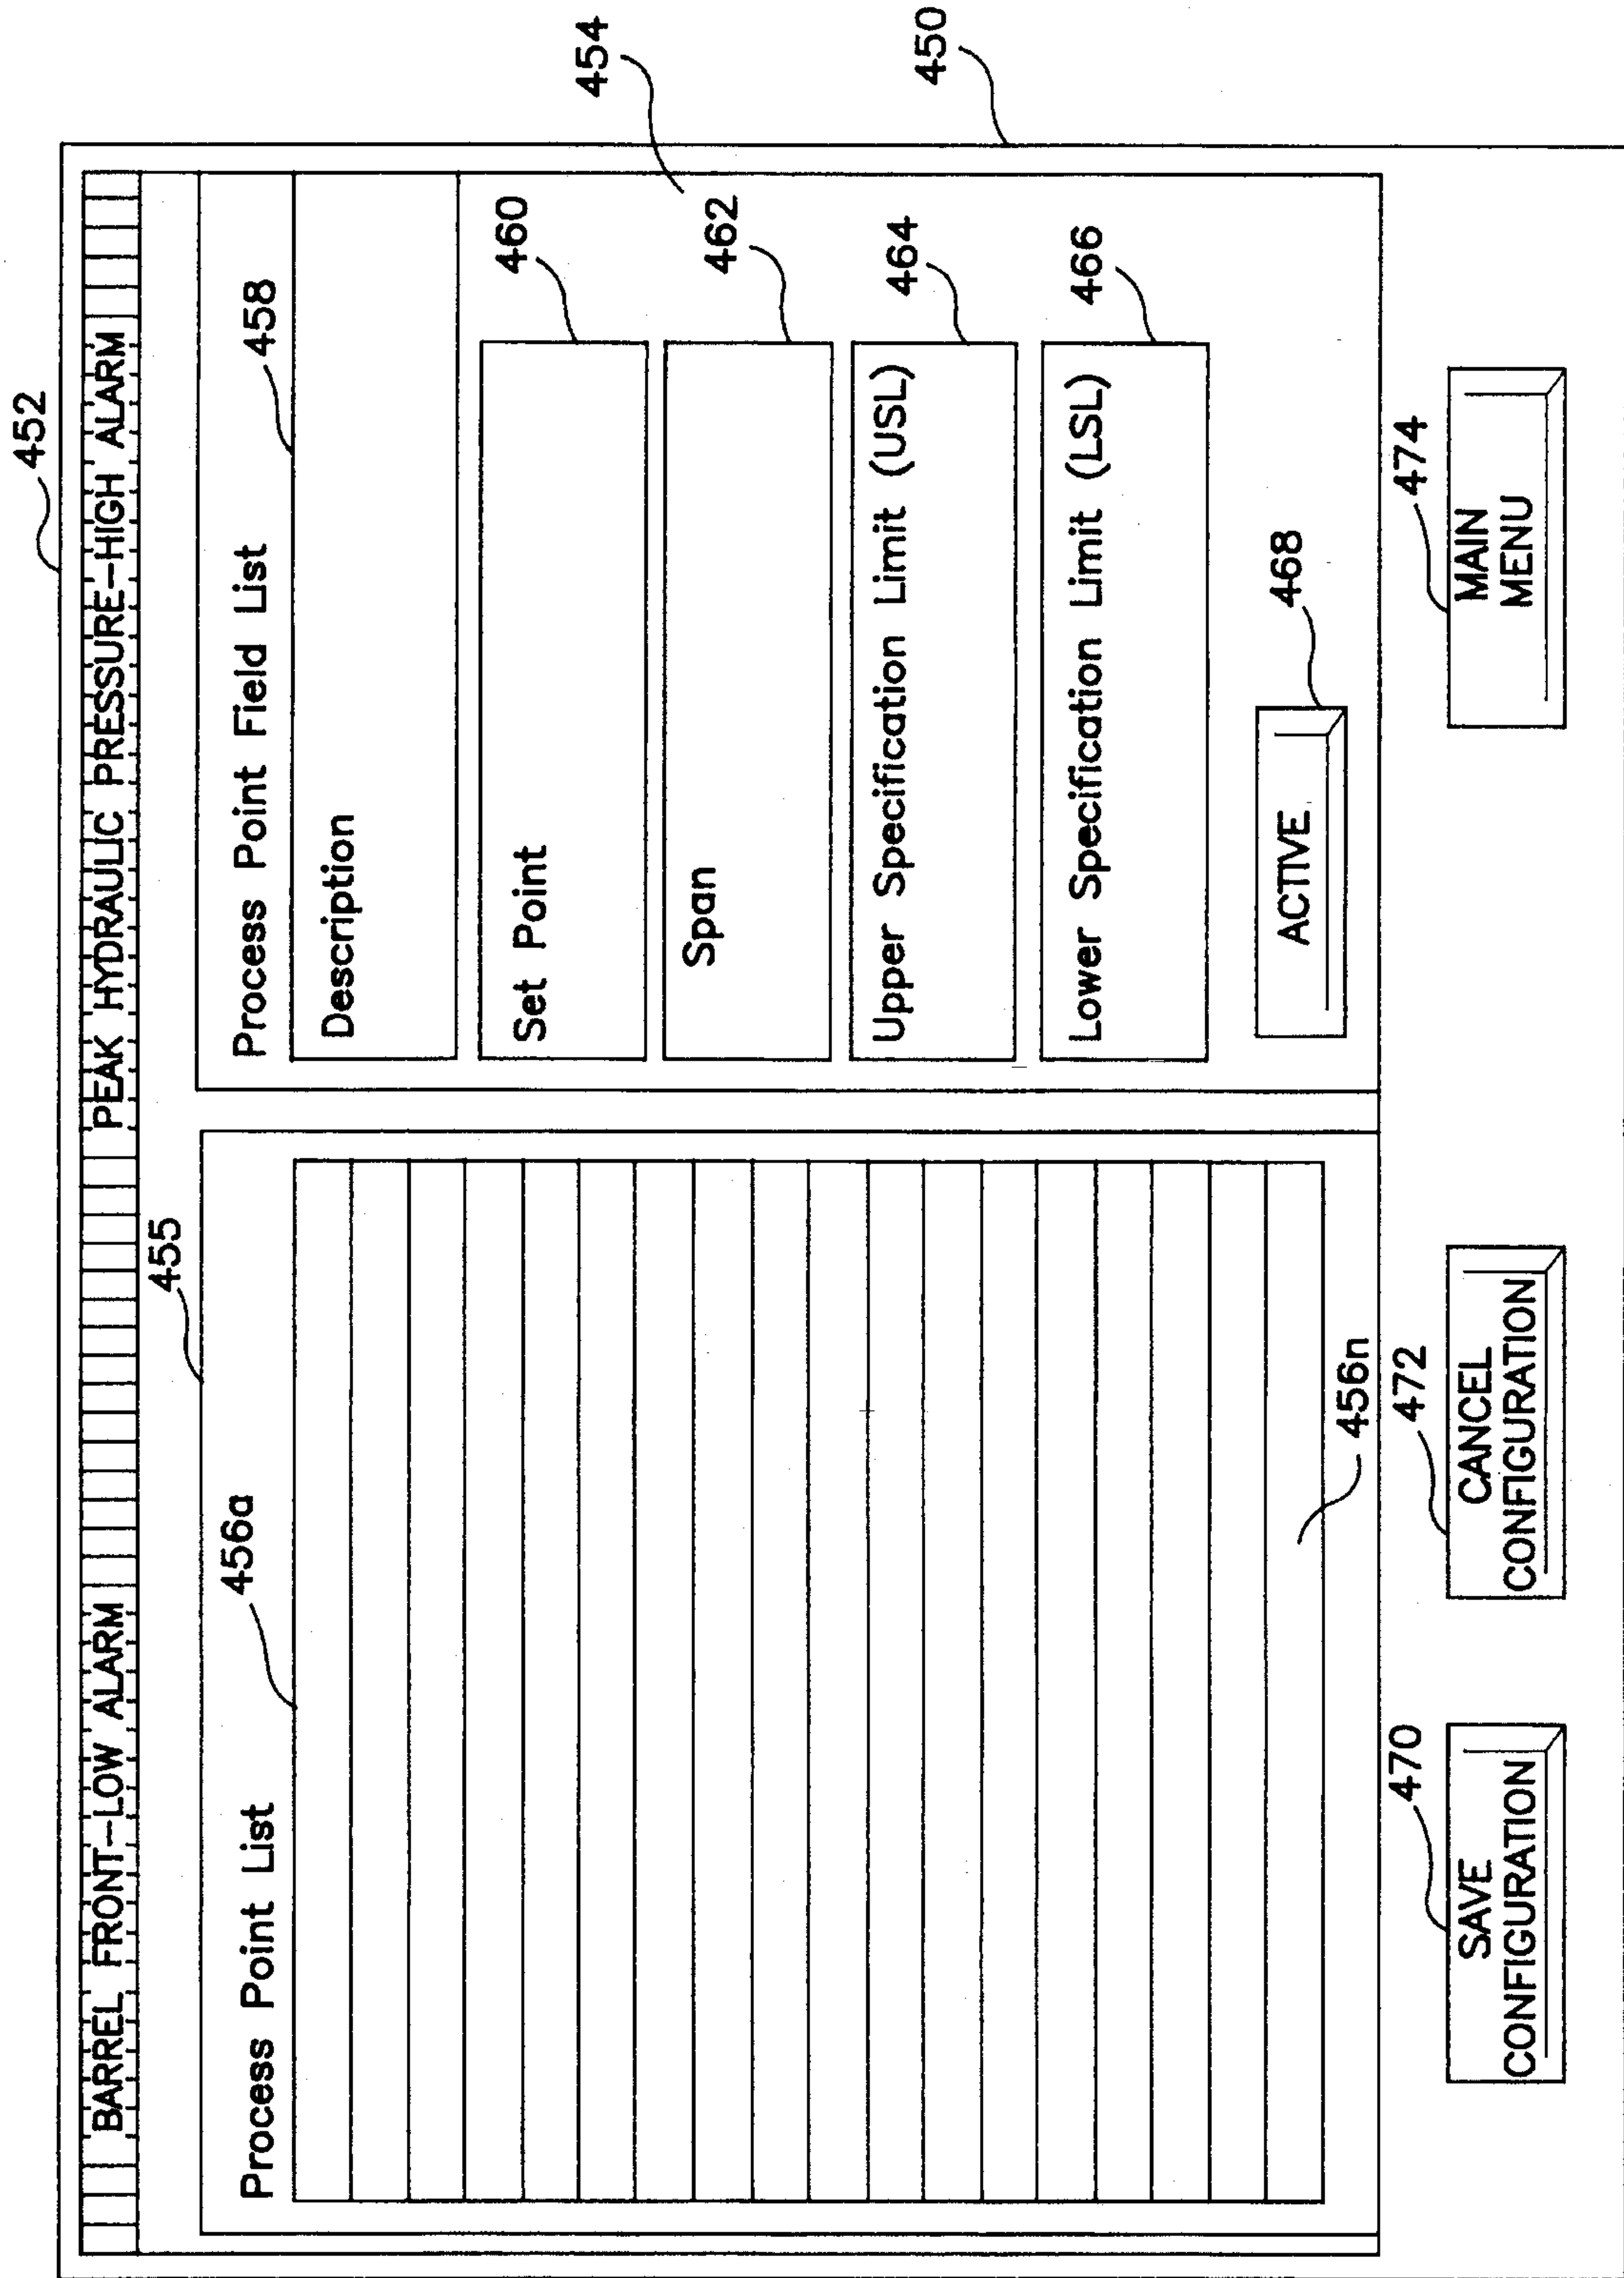 452
BARREL FRONT-LOW ALARM
PEAK HYDRAULIC PRESSURE-HIGH ALARM
455
454
450
Process Point List
456a
456n
Process Point Field List
458
Description
Set Point
460
Span
462
Upper Specification Limit (USL)
464
Lower Specification Limit (LSL)
466
ACTIVE
468
470
SAVE
CONFIGURATION
472
CANCEL
CONFIGURATION
474
MAIN
MENU